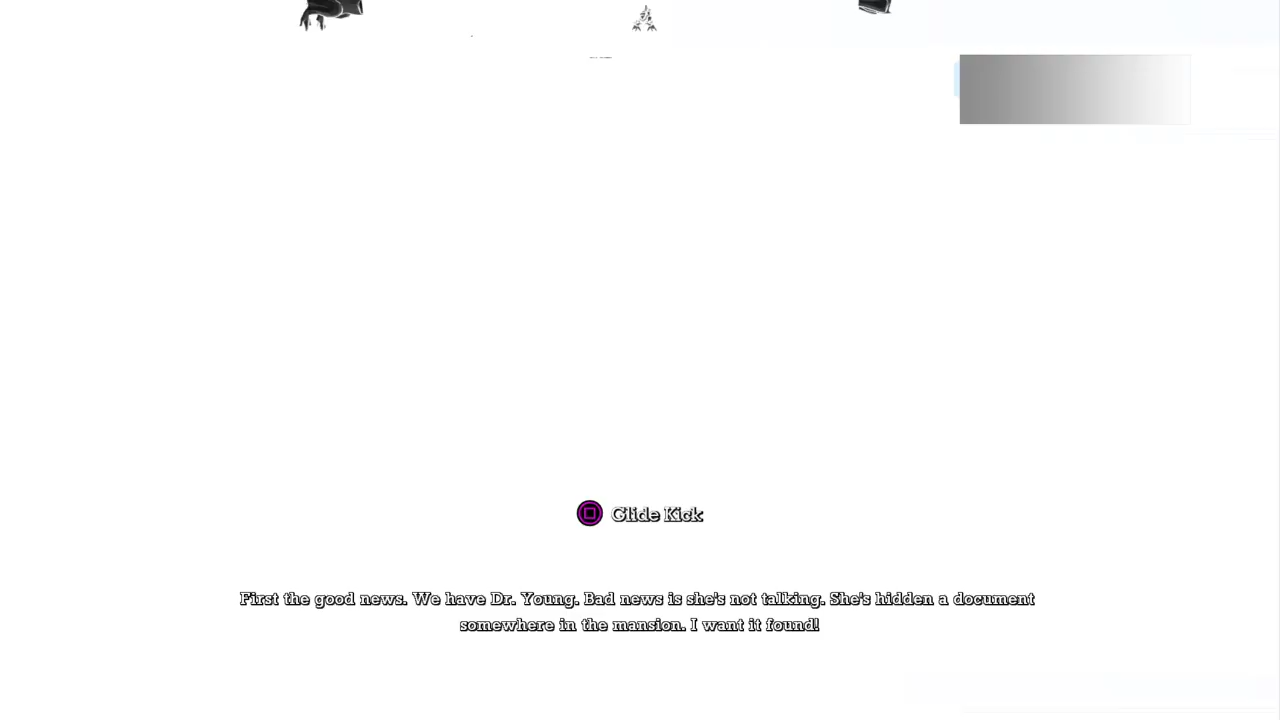 Glide Kick
First the good news. We have Dr. Young. Bad news is she's not talking. She's hidden a document
somewhere in the mansion. I want it found!